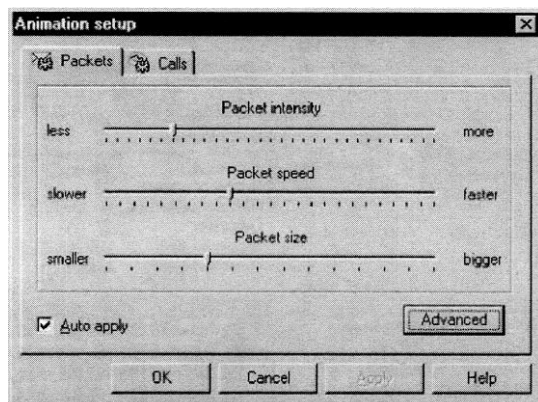 Animation setup
Packets Calls
Packet intensity
less more
Packet speed
slower faster
Packet size
smaller bigger
Auto apply Advanced
OK Cancel Apply Help